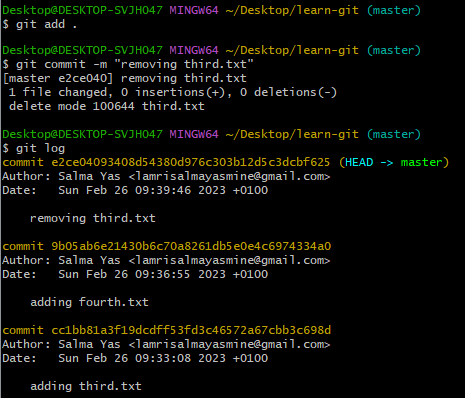 Desktop@DESKTOP-SVJHO47 MINGW64 ~/Desktop/learn-git (master)
$ git add .
Desktop@DESKTOP-SVJHO47 MINGW64 ~/Desktop/learn-git (master)
$ git commit -m "removing third.txt"
[master e2ce040] removing third.txt
 1 file changed, 0 insertions(+), 0 deletions(-)
 delete mode 100644 third.txt
Desktop@DESKTOP-SVJHO47 MINGW64 ~/Desktop/learn-git (master)
$ git log
commit e2ce04093408d54380d976c303b12d5c3dcbf625 (HEAD -> master)
Author: Salma Yas <lamrisalmayasmine@gmail.com>
Date:   Sun Feb 26 09:39:46 2023 +0100
    removing third.txt
commit 9b05ab6e21430b6c70a8261db5e0e4c6974334a0
Author: Salma Yas <lamrisalmayasmine@gmail.com>
Date:   Sun Feb 26 09:36:55 2023 +0100
    adding fourth.txt
commit cc1bb81a3f19dcdff53fd3c46572a67cbb3c698d
Author: Salma Yas <lamrisalmayasmine@gmail.com>
Date:   Sun Feb 26 09:33:08 2023 +0100
    adding third.txt